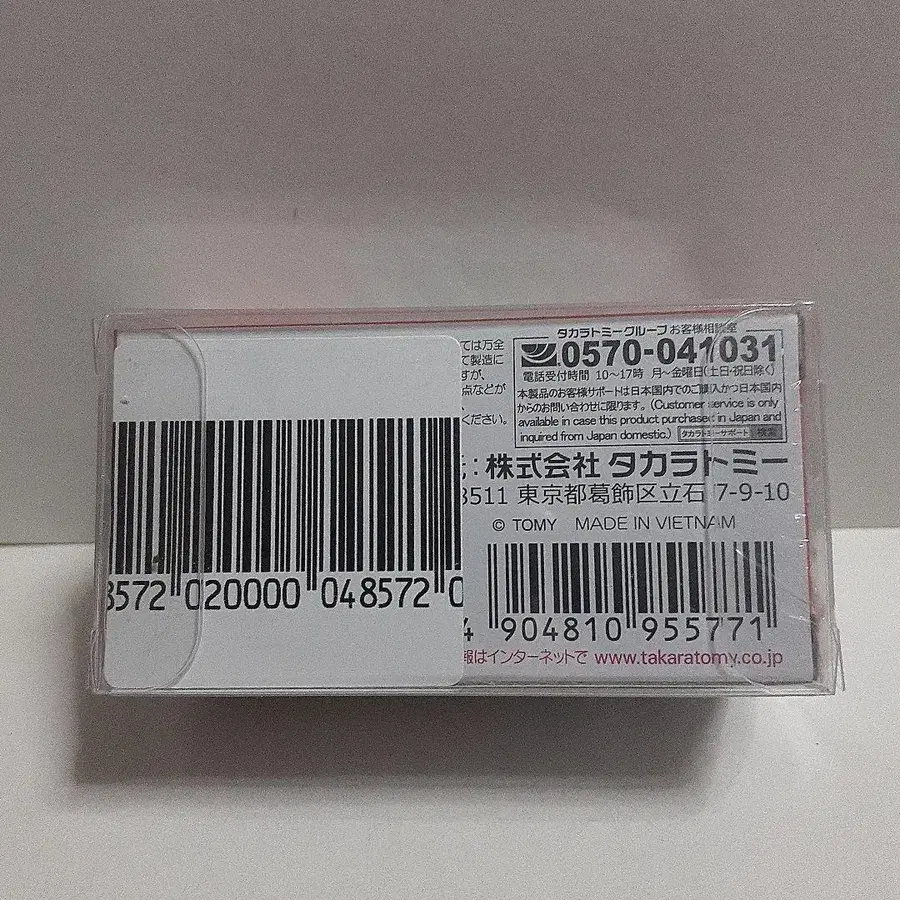 ては万全
て製造に
すが、
点などが
ください。
タカラトミーグループ お客様相談室
0570-041031
電話受付時間 10〜17時 月〜金曜日(土日・祝日除く)
本製品のお客様サポートは日本国内でのご購入かつ日本国内
からのお問い合わせに限ります。(Customer service is only
available in case this product purchased in Japan and
inquired from Japan domestic.) タカラトミーサポート 検索
元:株式会社 タカラトミー
8511 東京都葛飾区立石 7-9-10
© TOMY MADE IN VIETNAM
8572 020000 048572 0
4 904810 955771
報はインターネットで www.takaratomy.co.jp